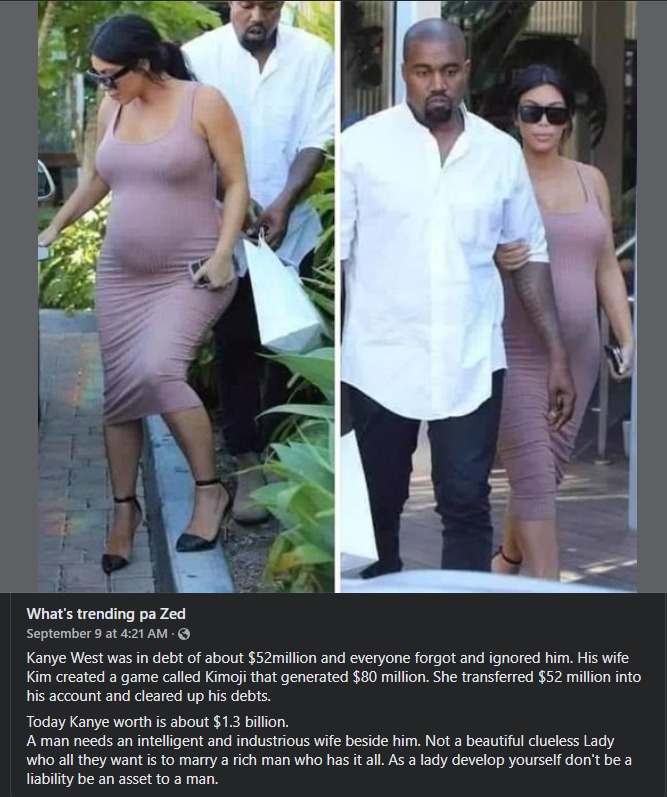 What's trending pa Zed
September 9 at 4:21 AM ·
Kanye West was in debt of about $52million and everyone forgot and ignored him. His wife
Kim created a game called Kimoji that generated $80 million. She transferred $52 million into
his account and cleared up his debts.
Today Kanye worth is about $1.3 billion.
A man needs an intelligent and industrious wife beside him. Not a beautiful clueless Lady
who all they want is to marry a rich man who has it all. As a lady develop yourself don't be a
liability be an asset to a man.